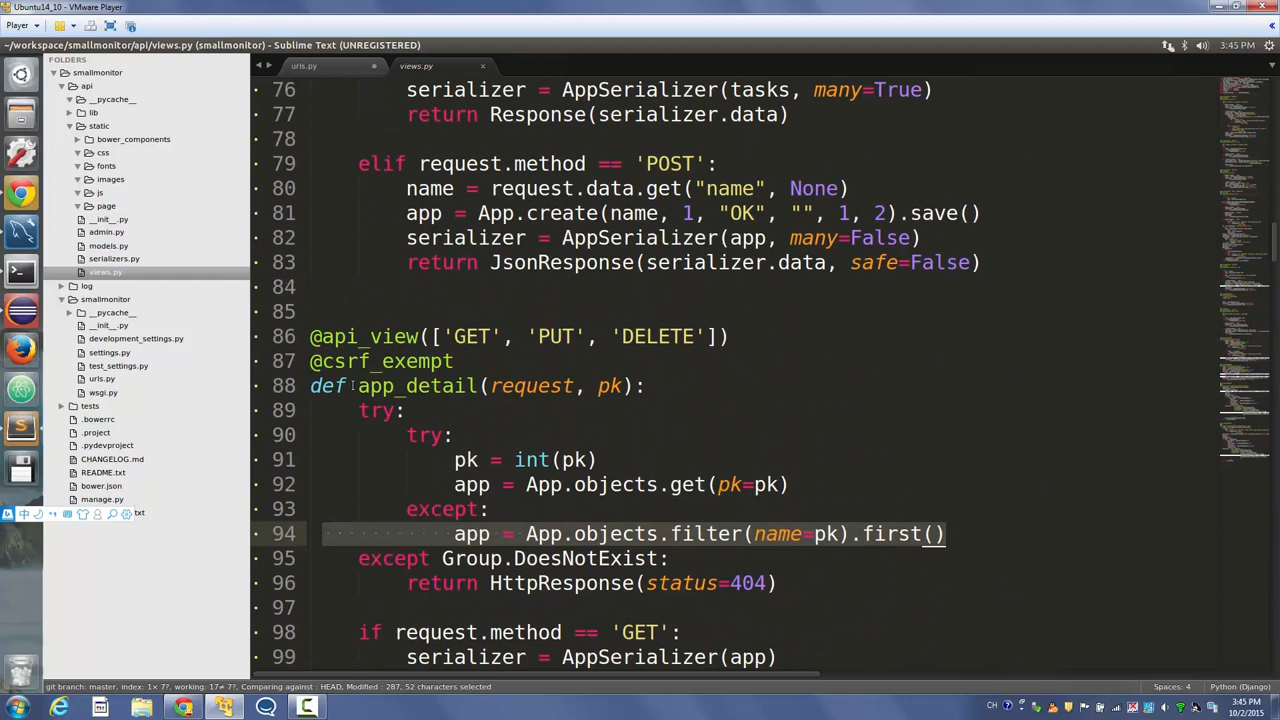 Ubuntu14_10 - VMware Player
Player
~/workspace/smallmonitor/api/views.py (smallmonitor) - Sublime Text (UNREGISTERED)
3:45 PM
FOLDERS
smallmonitor
api
__pycache__
lib
static
bower_components
css
fonts
images
js
page
__init__.py
admin.py
models.py
serializers.py
views.py
log
smallmonitor
__pycache__
__init__.py
development_settings.py
settings.py
test_settings.py
urls.py
wsgi.py
tests
.bowerrc
.project
.pydevproject
CHANGELOG.md
README.txt
bower.json
manage.py
中
txt
urls.py
views.py
76 serializer = AppSerializer(tasks, many=True)
77 return Response(serializer.data)
78
79 elif request.method == 'POST':
80 name = request.data.get("name", None)
81 app = App.create(name, 1, "OK", "", 1, 2).save()
82 serializer = AppSerializer(app, many=False)
83 return JsonResponse(serializer.data, safe=False)
84
85
86 @api_view(['GET', 'PUT', 'DELETE'])
87 @csrf_exempt
88 def app_detail(request, pk):
89 try:
90 try:
91 pk = int(pk)
92 app = App.objects.get(pk=pk)
93 except:
94 app = App.objects.filter(name=pk).first()
95 except Group.DoesNotExist:
96 return HttpResponse(status=404)
97
98 if request.method == 'GET':
99 serializer = AppSerializer(app)
git branch: master, index: 1× 7?, working: 17≠ 7?, Comparing against : HEAD, Modified : 287, 52 characters selected
Spaces: 4
Python (Django)
CH
3:45 PM
10/2/2015